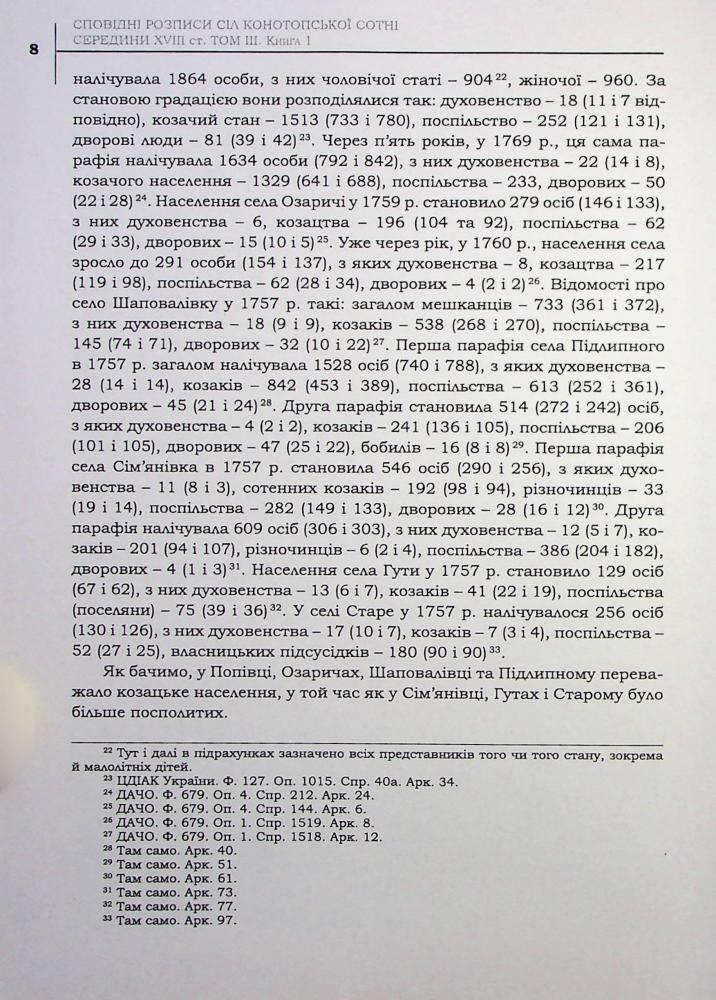 8
СПОВІДНІ РОЗПИСИ СІЛ КОНОТОПСЬКОЇ СОТНІ
СЕРЕДИНИ XVIII ст. ТОМ III. Книга 1
налічувала 1864 особи, з них чоловічої статі – 904²², жіночої – 960. За
становою градацією вони розподілялися так: духовенство – 18 (11 і 7 від-
повідно), козачий стан – 1513 (733 і 780), поспільство – 252 (121 і 131),
дворові люди – 81 (39 і 42)²³. Через п’ять років, у 1769 р., ця сама па-
рафія налічувала 1634 особи (792 і 842), з них духовенства – 22 (14 і 8),
козачого населення – 1329 (641 і 688), поспільства – 233, дворових – 50
(22 і 28)²⁴. Населення села Озаричі у 1759 р. становило 279 осіб (146 і 133),
з них духовенства – 6, козацтва – 196 (104 та 92), поспільства – 62
(29 і 33), дворових – 15 (10 і 5)²⁵. Уже через рік, у 1760 р., населення села
зросло до 291 особи (154 і 137), з яких духовенства – 8, козацтва – 217
(119 і 98), поспільства – 62 (28 і 34), дворових – 4 (2 і 2)²⁶. Відомості про
село Шаповалівку у 1757 р. такі: загалом мешканців – 733 (361 і 372),
з них духовенства – 18 (9 і 9), козаків – 538 (268 і 270), поспільства –
145 (74 і 71), дворових – 32 (10 і 22)²⁷. Перша парафія села Підлипного
в 1757 р. загалом налічувала 1528 осіб (740 і 788), з яких духовенства –
28 (14 і 14), козаків – 842 (453 і 389), поспільства – 613 (252 і 361),
дворових – 45 (21 і 24)²⁸. Друга парафія становила 514 (272 і 242) осіб,
з яких духовенства – 4 (2 і 2), козаків – 241 (136 і 105), поспільства – 206
(101 і 105), дворових – 47 (25 і 22), бобилів – 16 (8 і 8)²⁹. Перша парафія
села Сім’янівка в 1757 р. становила 546 осіб (290 і 256), з яких духо-
венства – 11 (8 і 3), сотенних козаків – 192 (98 і 94), різночинців – 33
(19 і 14), поспільства – 282 (149 і 133), дворових – 28 (16 і 12)³⁰. Друга
парафія налічувала 609 осіб (306 і 303), з них духовенства – 12 (5 і 7), ко-
заків – 201 (94 і 107), різночинців – 6 (2 і 4), поспільства – 386 (204 і 182),
дворових – 4 (1 і 3)³¹. Населення села Гути у 1757 р. становило 129 осіб
(67 і 62), з них духовенства – 13 (6 і 7), козаків – 41 (22 і 19), поспільства
(поселяни) – 75 (39 і 36)³². У селі Старе у 1757 р. налічувалося 256 осіб
(130 і 126), з них духовенства – 17 (10 і 7), козаків – 7 (3 і 4), поспільства –
52 (27 і 25), власницьких підсусідків – 180 (90 і 90)³³.
Як бачимо, у Попівці, Озаричах, Шаповалівці та Підлипному перева-
жало козацьке населення, у той час як у Сім’янівці, Гутах і Старому було
більше посполитих.
²² Тут і далі в підрахунках зазначено всіх представників того чи того стану, зокрема
й малолітніх дітей.
²³ ЦДІАК України. Ф. 127. Оп. 1015. Спр. 40а. Арк. 34.
²⁴ ДАЧО. Ф. 679. Оп. 4. Спр. 212. Арк. 24.
²⁵ ДАЧО. Ф. 679. Оп. 4. Спр. 144. Арк. 6.
²⁶ ДАЧО. Ф. 679. Оп. 1. Спр. 1519. Арк. 8.
²⁷ ДАЧО. Ф. 679. Оп. 1. Спр. 1518. Арк. 12.
²⁸ Там само. Арк. 40.
²⁹ Там само. Арк. 51.
³⁰ Там само. Арк. 61.
³¹ Там само. Арк. 73.
³² Там само. Арк. 77.
³³ Там само. Арк. 97.